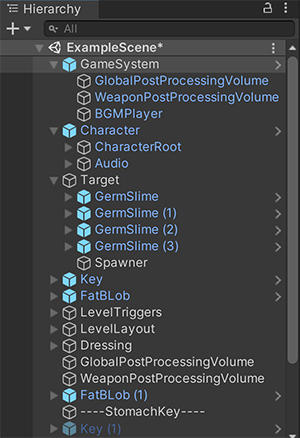 Hierarchy
All
ExampleScene*
GameSystem
GlobalPostProcessingVolume
WeaponPostProcessingVolume
BGMPlayer
Character
CharacterRoot
Audio
Target
GermSlime
GermSlime (1)
GermSlime (2)
GermSlime (3)
Spawner
Key
FatBLob
LevelTriggers
LevelLayout
Dressing
GlobalPostProcessingVolume
WeaponPostProcessingVolume
FatBLob (1)
----StomachKey----
Key (1)